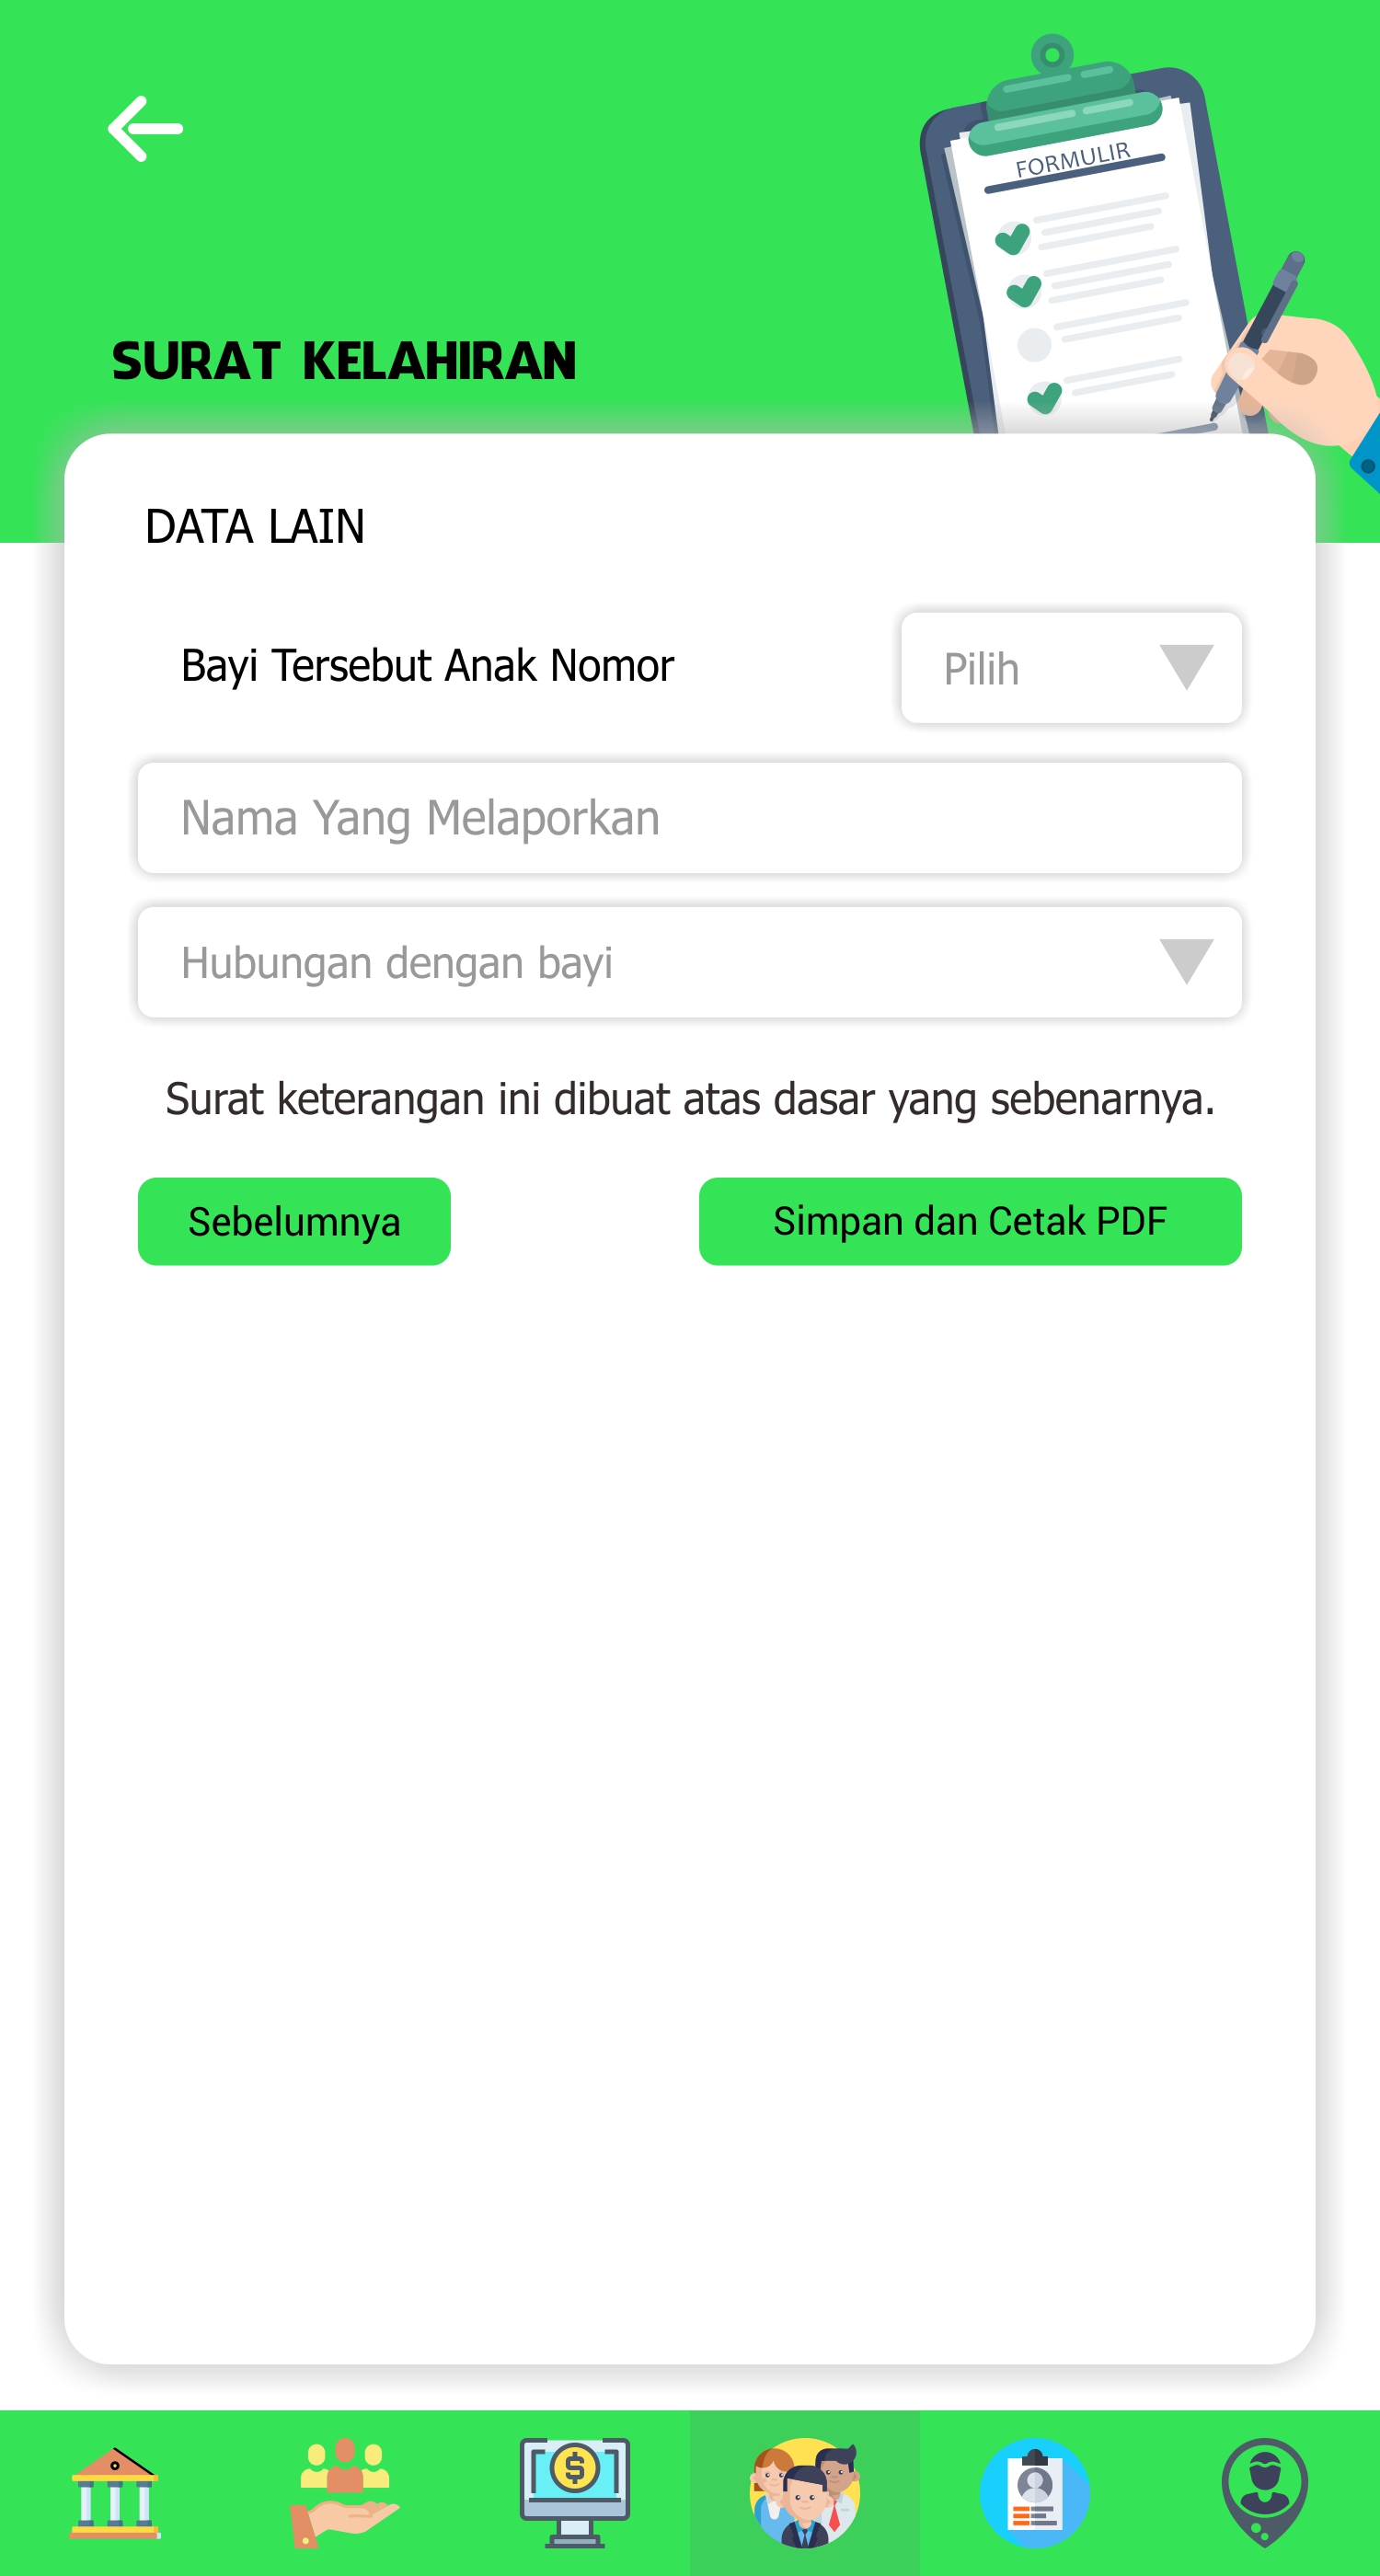 FORMULIR
SURAT KELAHIRAN
DATA LAIN
Bayi Tersebut Anak Nomor
Pilih
Nama Yang Melaporkan
Hubungan dengan bayi
Surat keterangan ini dibuat atas dasar yang sebenarnya.
Sebelumnya
Simpan dan Cetak PDF
$